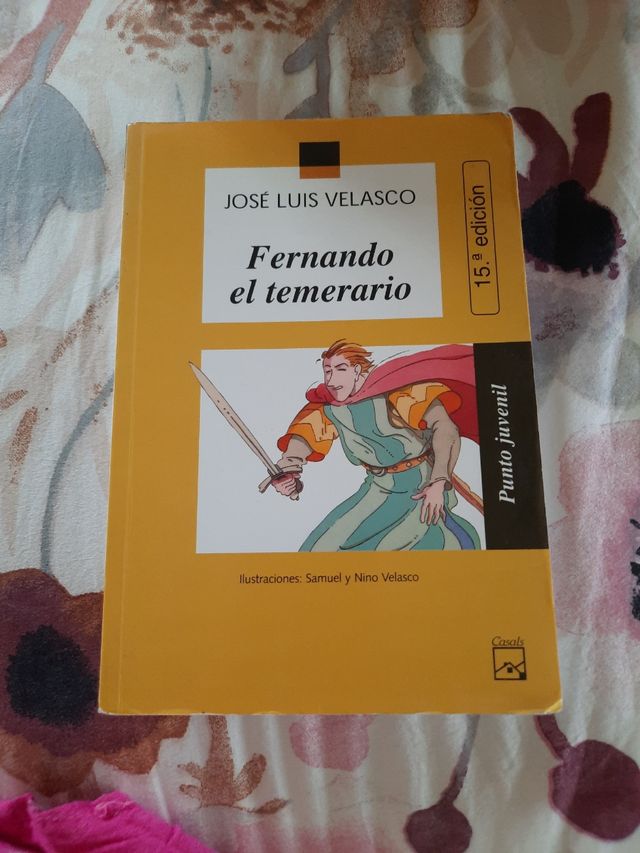 JOSÉ LUIS VELASCO
Fernando
el temerario
15.ª edición
Punto juvenil
Ilustraciones: Samuel y Nino Velasco
Casals